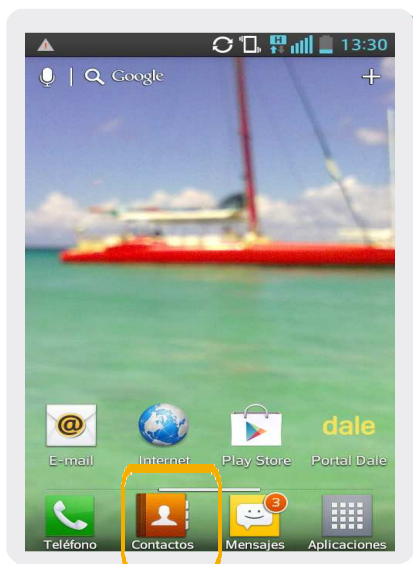 H 13:30
Google
E-mail Internet Play Store Portal Dale
dale
3
Teléfono Contactos Mensajes Aplicaciones